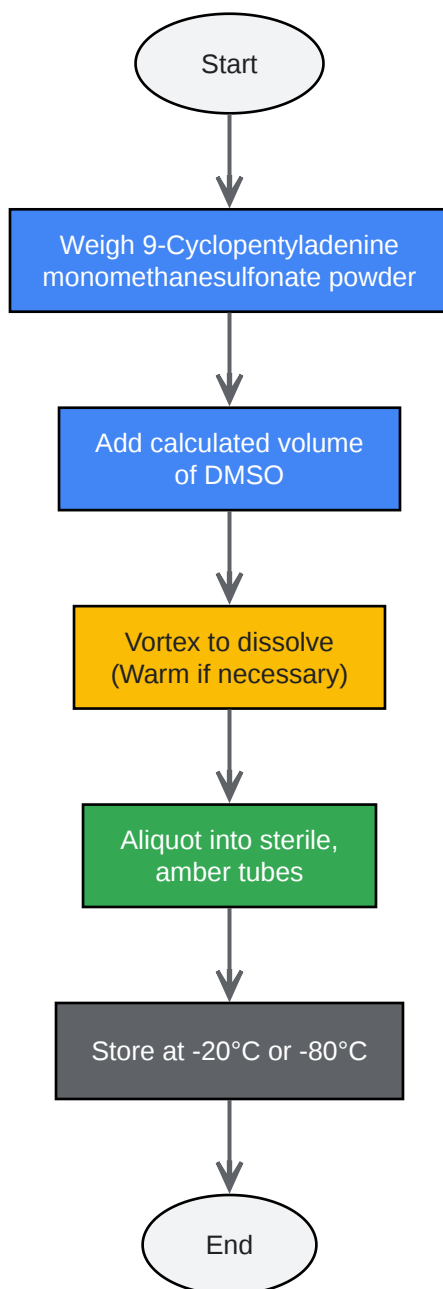 Start
Weigh 9-Cyclopentyladenine
monomethanesulfonate powder
Add calculated volume
of DMSO
Vortex to dissolve
(Warm if necessary)
Aliquot into sterile,
amber tubes
Store at -20°C or -80°C
End